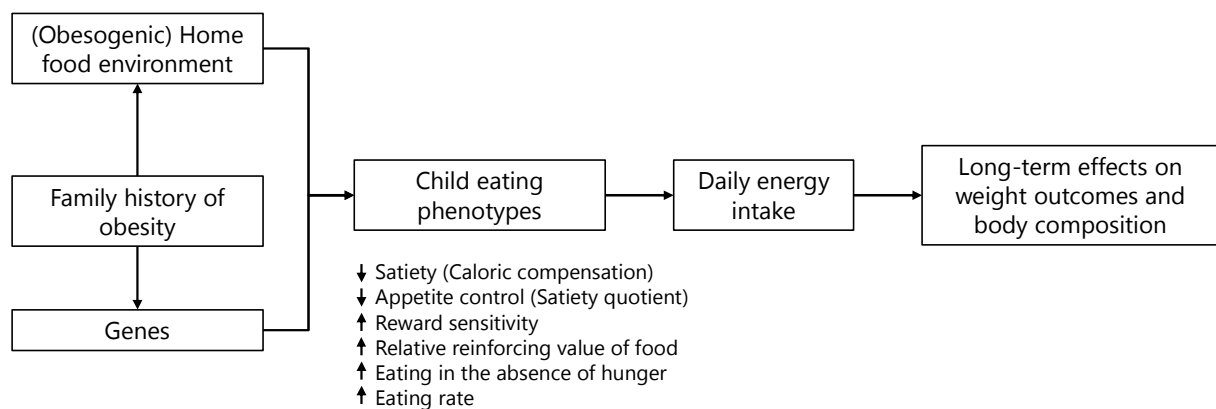 (Obesogenic) Home
food environment
Family history of
obesity
Genes
Child eating
phenotypes
↓ Satiety (Caloric compensation)
↓ Appetite control (Satiety quotient)
↑ Reward sensitivity
↑ Relative reinforcing value of food
↑ Eating in the absence of hunger
↑ Eating rate
Daily energy
intake
Long-term effects on
weight outcomes and
body composition